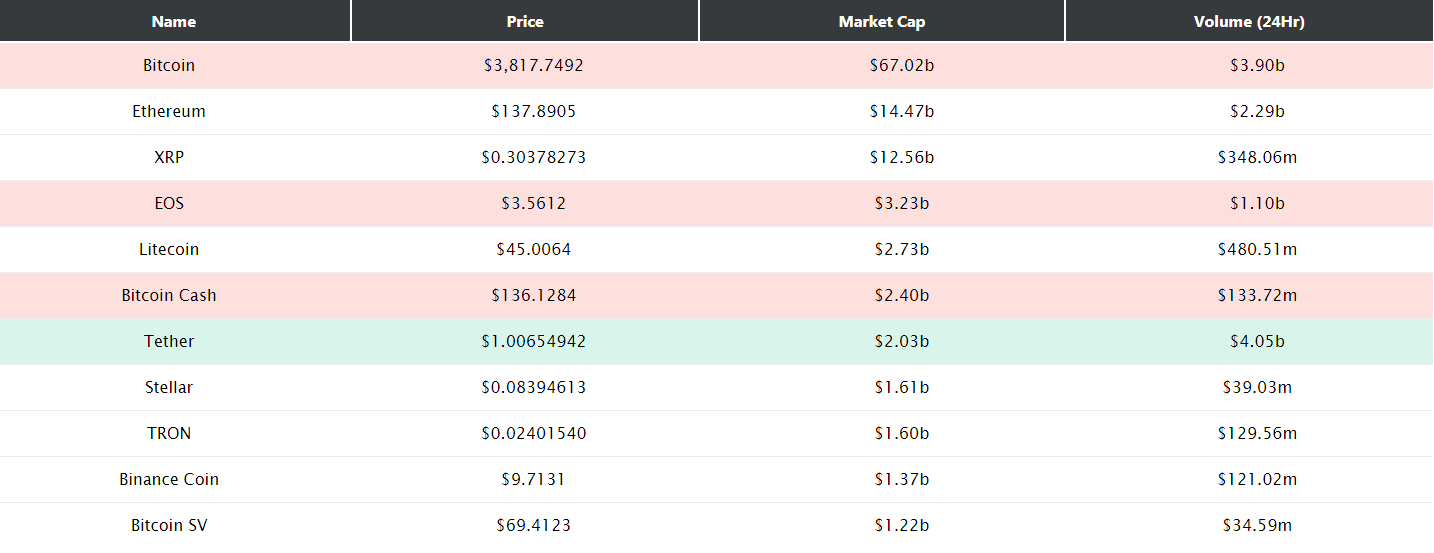 Name Price Market Cap Volume (24Hr)
Bitcoin $3,817.7492 $67.02b $3.90b
Ethereum $137.8905 $14.47b $2.29b
XRP $0.30378273 $12.56b $348.06m
EOS $3.5612 $3.23b $1.10b
Litecoin $45.0064 $2.73b $480.51m
Bitcoin Cash $136.1284 $2.40b $133.72m
Tether $1.00654942 $2.03b $4.05b
Stellar $0.08394613 $1.61b $39.03m
TRON $0.02401540 $1.60b $129.56m
Binance Coin $9.7131 $1.37b $121.02m
Bitcoin SV $69.4123 $1.22b $34.59m